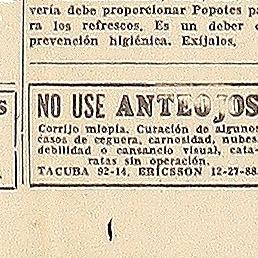 vería debe proporcionar Popotes pa
ra los refrescos. Es un deber d
prevención higiénica. Exíjalos.
NO USE ANTEOJOS
Corrijo miopía. Curación de algunos
casos de ceguera, carnosidad, nubes,
debilidad o cansancio visual, cata-
ratas sin operación.
TACUBA 92-14. ERICSSON 12-27-88.
s